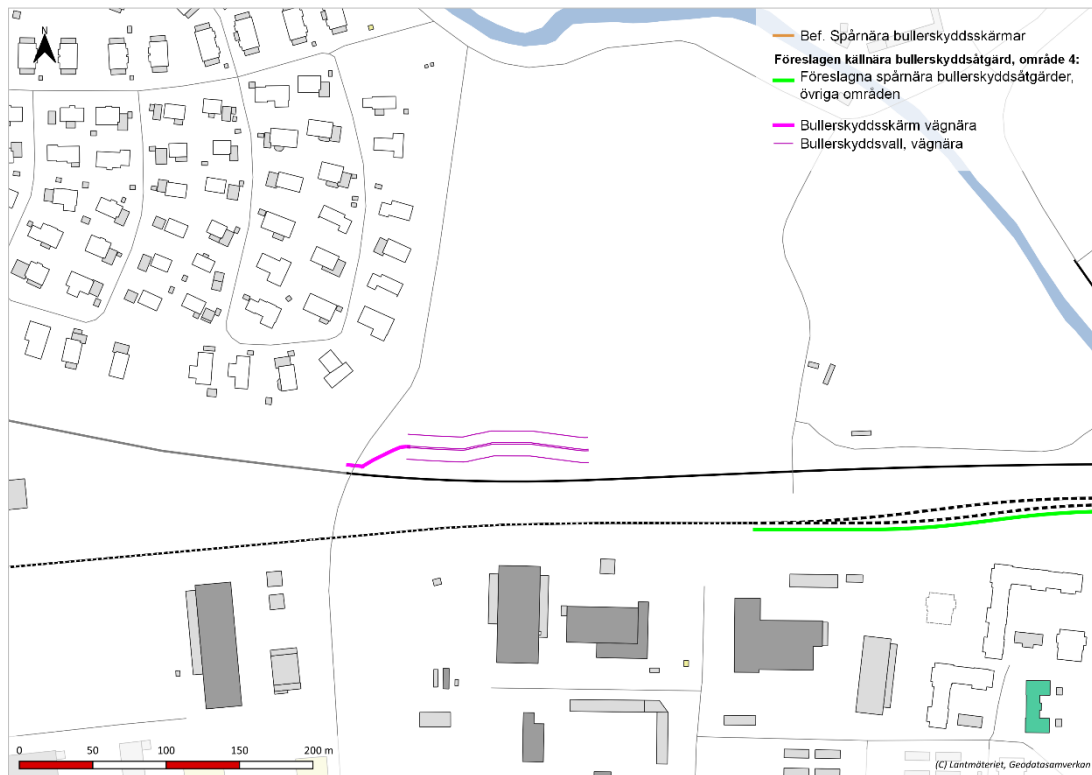 N
Bef. Spårnära bullerskyddsskärmar
Föreslagen källnära bullerskyddsåtgärd, område 4:
Föreslagna spårnära bullerskyddsåtgärder,
övriga områden
Bullerskyddsskärm vägnära
Bullerskyddsvall, vägnära
0 50 100 150 200 m
(C) Lantmäteriet, Geodatasamverkan